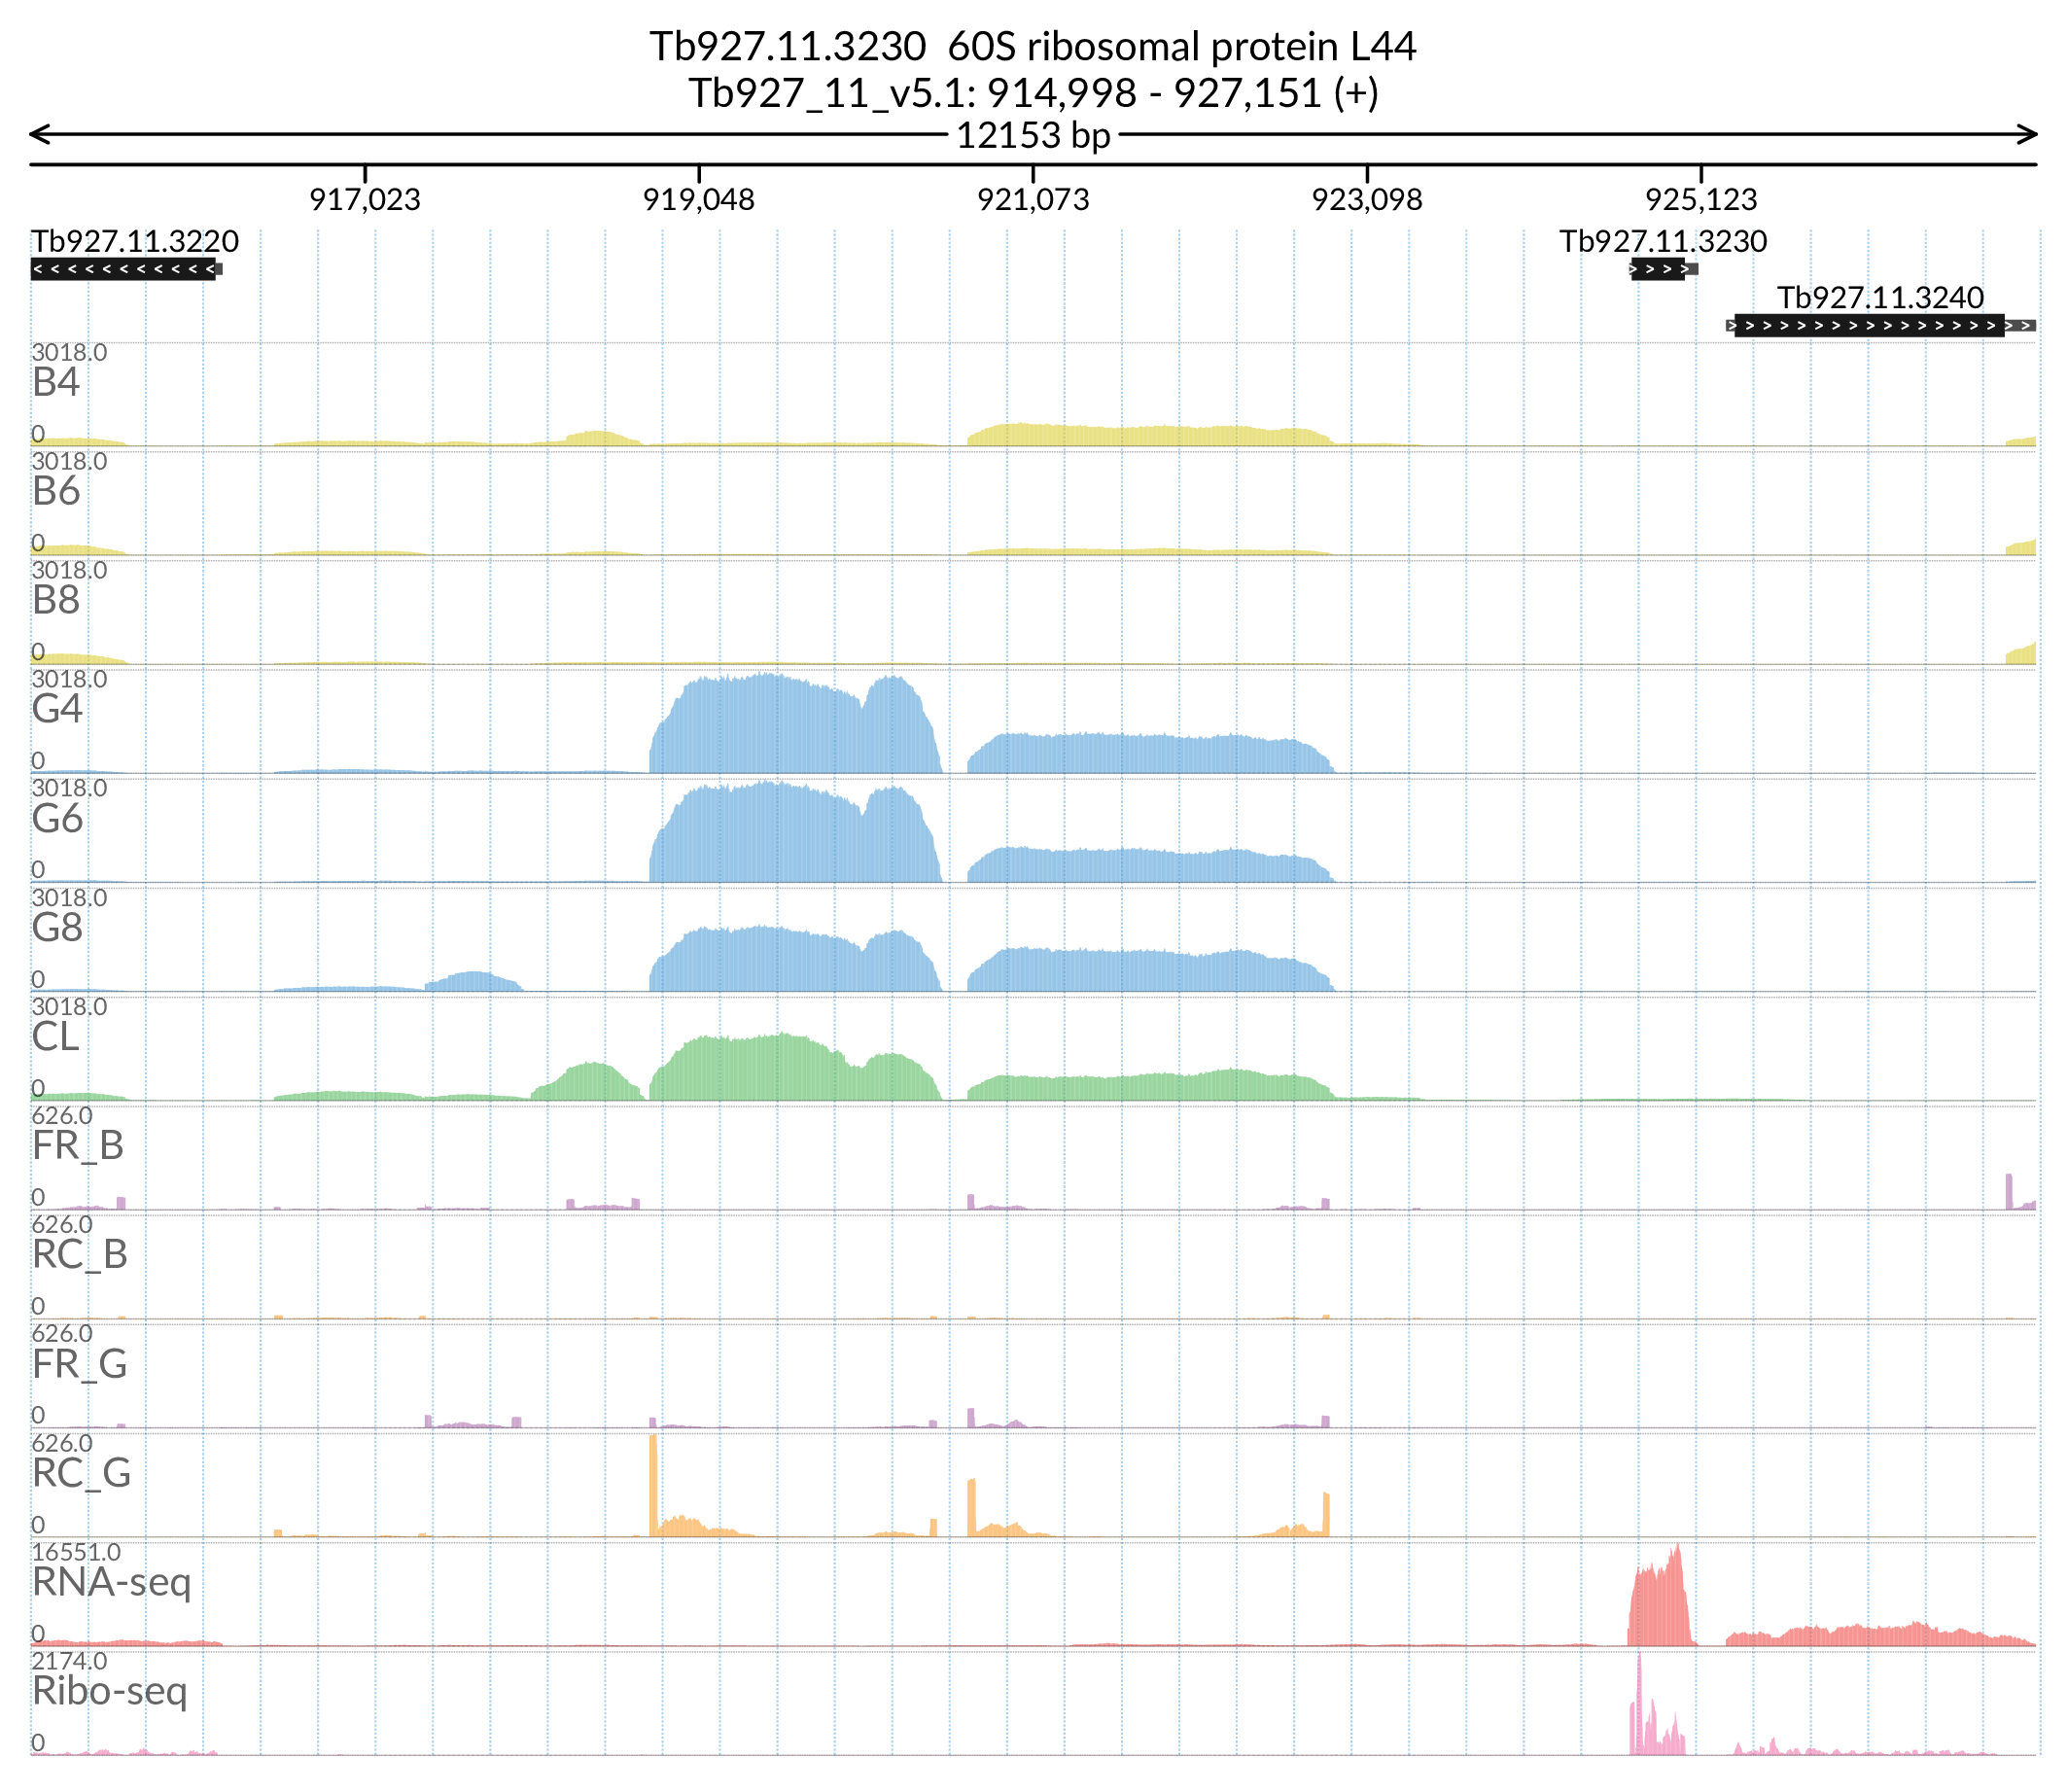 Tb927.11.3230  60S ribosomal protein L44
Tb927_11_v5.1: 914,998 - 927,151 (+)
12153 bp
917,023 919,048 921,073 923,098 925,123
Tb927.11.3220 Tb927.11.3230
Tb927.11.3240
3018.0
B4
0
3018.0
B6
0
3018.0
B8
0
3018.0
G4
0
3018.0
G6
0
3018.0
G8
0
3018.0
CL
0
626.0
FR_B
0
626.0
RC_B
0
626.0
FR_G
0
626.0
RC_G
0
16551.0
RNA-seq
0
2174.0
Ribo-seq
0